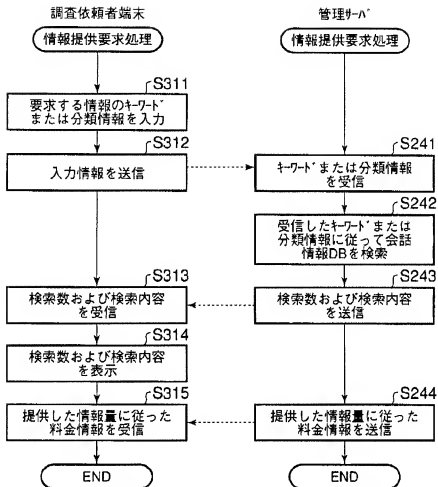 調査依頼者端末
管理サーバ
情報提供要求処理
情報提供要求処理
S311
要求する情報のキーワード
または分類情報を入力
S312
入力情報を送信
S241
キーワードまたは分類情報
を受信
S242
受信したキーワードまたは
分類情報に従って会話
情報DBを検索
S313
検索数および検索内容
を受信
S243
検索数および検索内容
を送信
S314
検索数および検索内容
を表示
S315
提供した情報量に従った
料金情報を受信
S244
提供した情報量に従った
料金情報を送信
END
END